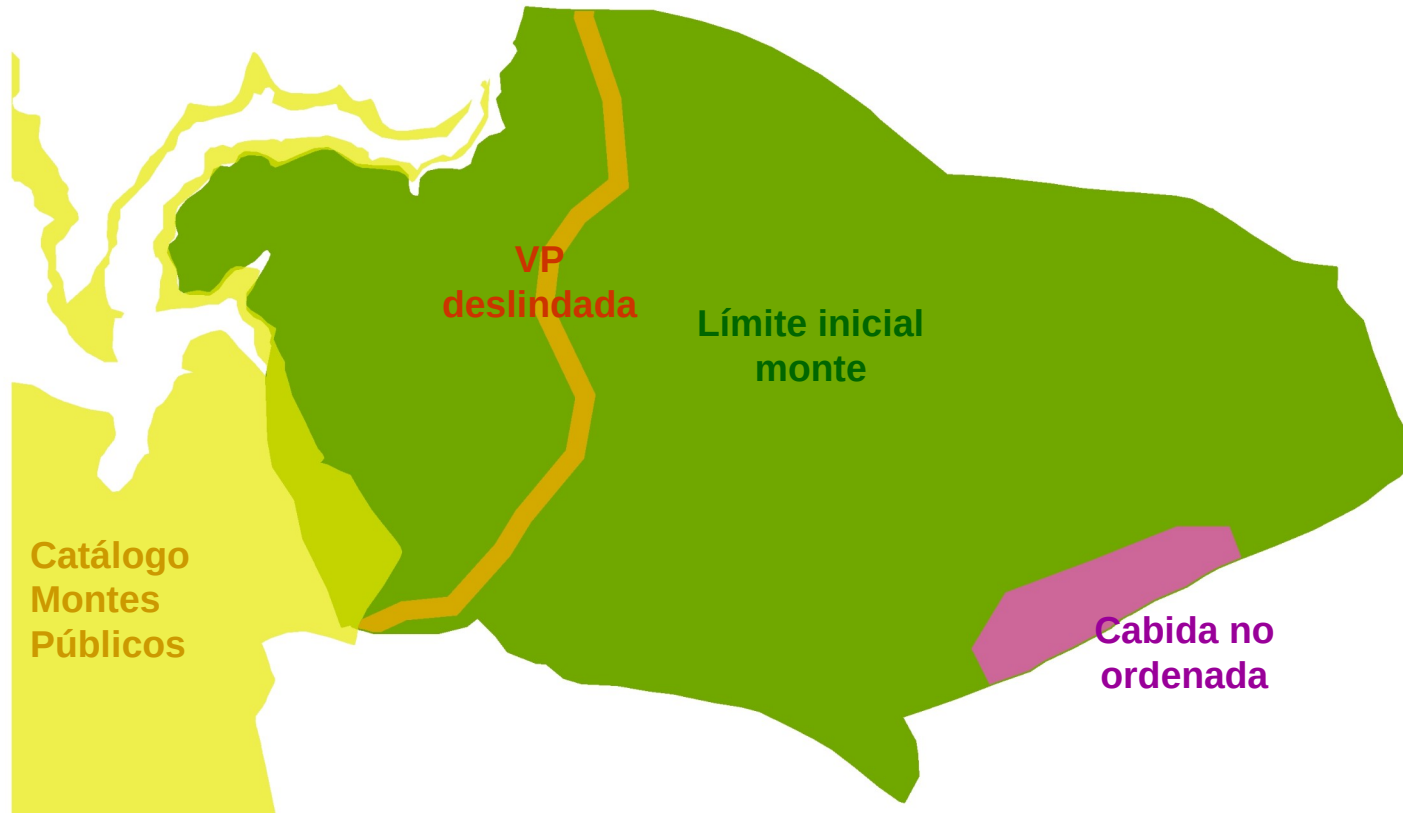 VP
deslindada
Límite inicial
monte
Catálogo
Montes
Públicos
Cabida no
ordenada